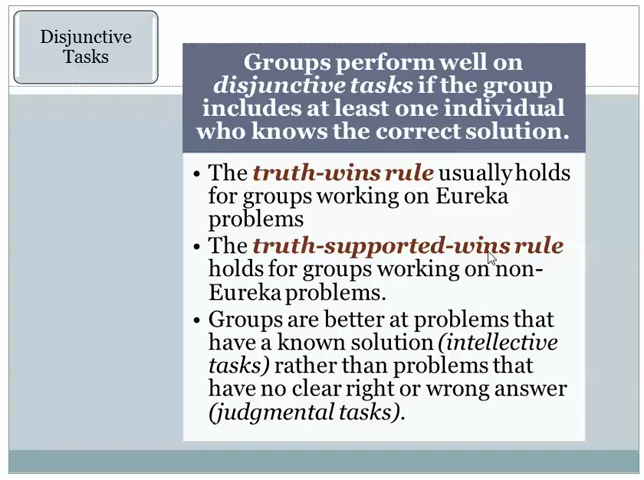 Disjunctive
Tasks
Groups perform well on
disjunctive tasks if the group
includes at least one individual
who knows the correct solution.
• The truth-wins rule usually holds
for groups working on Eureka
problems
• The truth-supported-wins rule
holds for groups working on non-
Eureka problems.
• Groups are better at problems that
have a known solution (intellective
tasks) rather than problems that
have no clear right or wrong answer
(judgmental tasks).